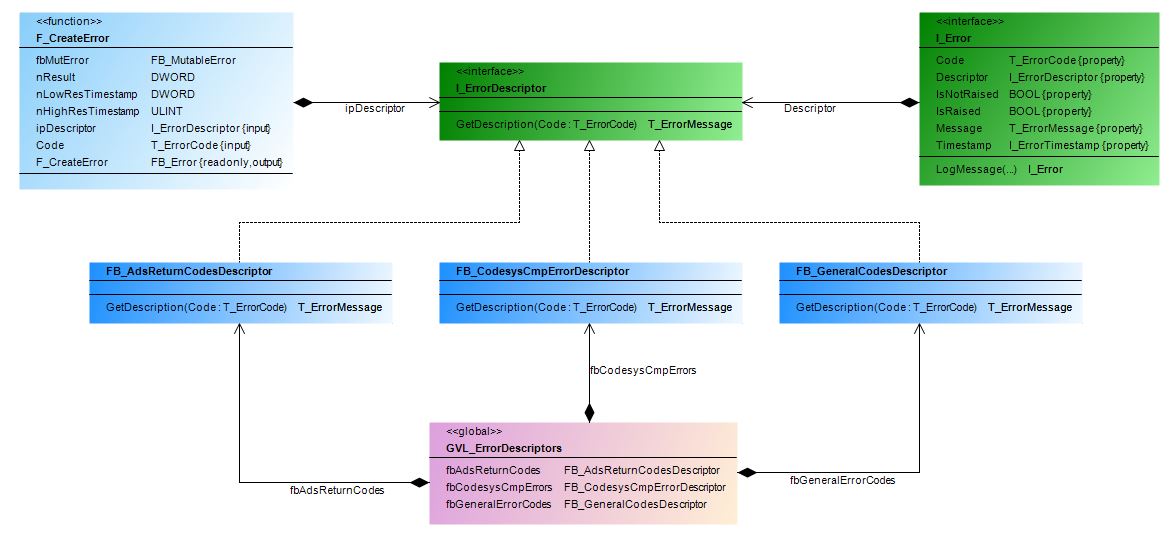 <<function>>
F_CreateError
fbMutError FB_MutableError
nResult DWORD
nLowResTimestamp DWORD
nHighResTimestamp ULINT
ipDescriptor I_ErrorDescriptor {input}
Code T_ErrorCode {input}
F_CreateError FB_Error {readonly,output}
ipDescriptor
<<interface>>
I_ErrorDescriptor
GetDescription(Code : T_ErrorCode) T_ErrorMessage
Descriptor
<<interface>>
I_Error
Code T_ErrorCode {property}
Descriptor I_ErrorDescriptor {property}
IsNotRaised BOOL {property}
IsRaised BOOL {property}
Message T_ErrorMessage {property}
Timestamp I_ErrorTimestamp {property}
LogMessage(...) I_Error
FB_AdsReturnCodesDescriptor
GetDescription(Code : T_ErrorCode) T_ErrorMessage
FB_CodesysCmpErrorDescriptor
GetDescription(Code : T_ErrorCode) T_ErrorMessage
FB_GeneralCodesDescriptor
GetDescription(Code : T_ErrorCode) T_ErrorMessage
fbCodesysCmpErrors
<<global>>
GVL_ErrorDescriptors
fbAdsReturnCodes FB_AdsReturnCodesDescriptor
fbCodesysCmpErrors FB_CodesysCmpErrorDescriptor
fbGeneralErrorCodes FB_GeneralCodesDescriptor
fbAdsReturnCodes
fbGeneralErrorCodes